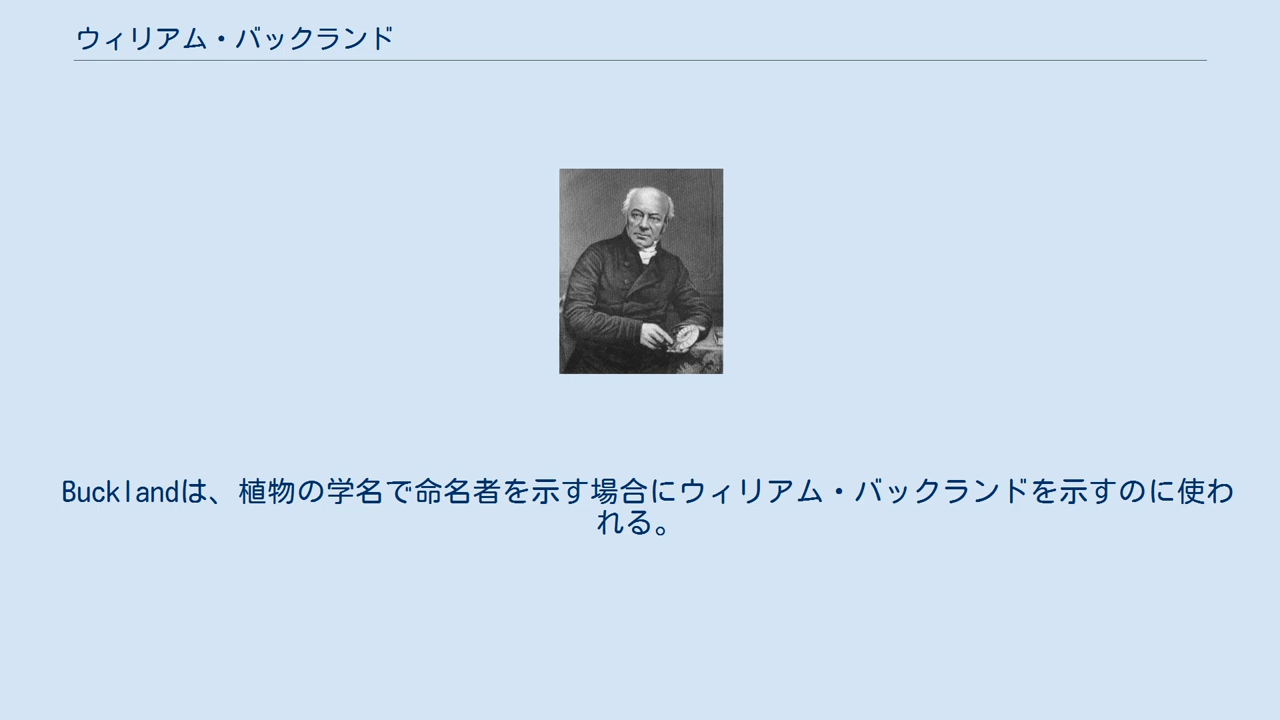 ウィリアム・バックランド
Bucklandは、植物の学名で命名者を示す場合にウィリアム・バックランドを示すのに使わ
れる。